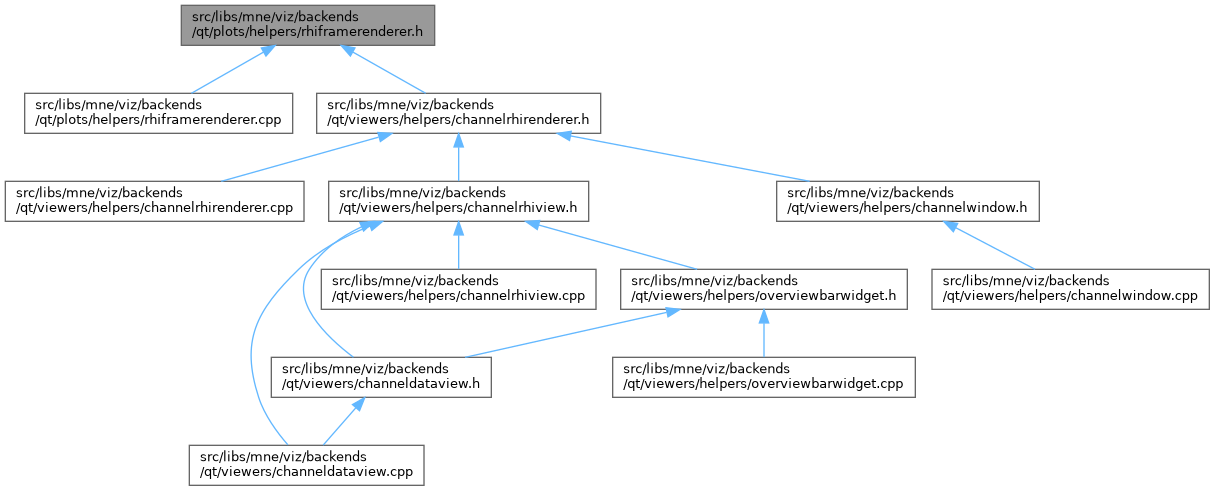 src/libs/mne/viz/backends
/qt/plots/helpers/rhiframerenderer.h
src/libs/mne/viz/backends
/qt/plots/helpers/rhiframerenderer.cpp
src/libs/mne/viz/backends
/qt/viewers/helpers/channelrhirenderer.h
src/libs/mne/viz/backends
/qt/viewers/helpers/channelrhirenderer.cpp
src/libs/mne/viz/backends
/qt/viewers/helpers/channelrhiview.h
src/libs/mne/viz/backends
/qt/viewers/helpers/channelwindow.h
src/libs/mne/viz/backends
/qt/viewers/helpers/channelrhiview.cpp
src/libs/mne/viz/backends
/qt/viewers/helpers/overviewbarwidget.h
src/libs/mne/viz/backends
/qt/viewers/helpers/channelwindow.cpp
src/libs/mne/viz/backends
/qt/viewers/channeldataview.h
src/libs/mne/viz/backends
/qt/viewers/helpers/overviewbarwidget.cpp
src/libs/mne/viz/backends
/qt/viewers/channeldataview.cpp